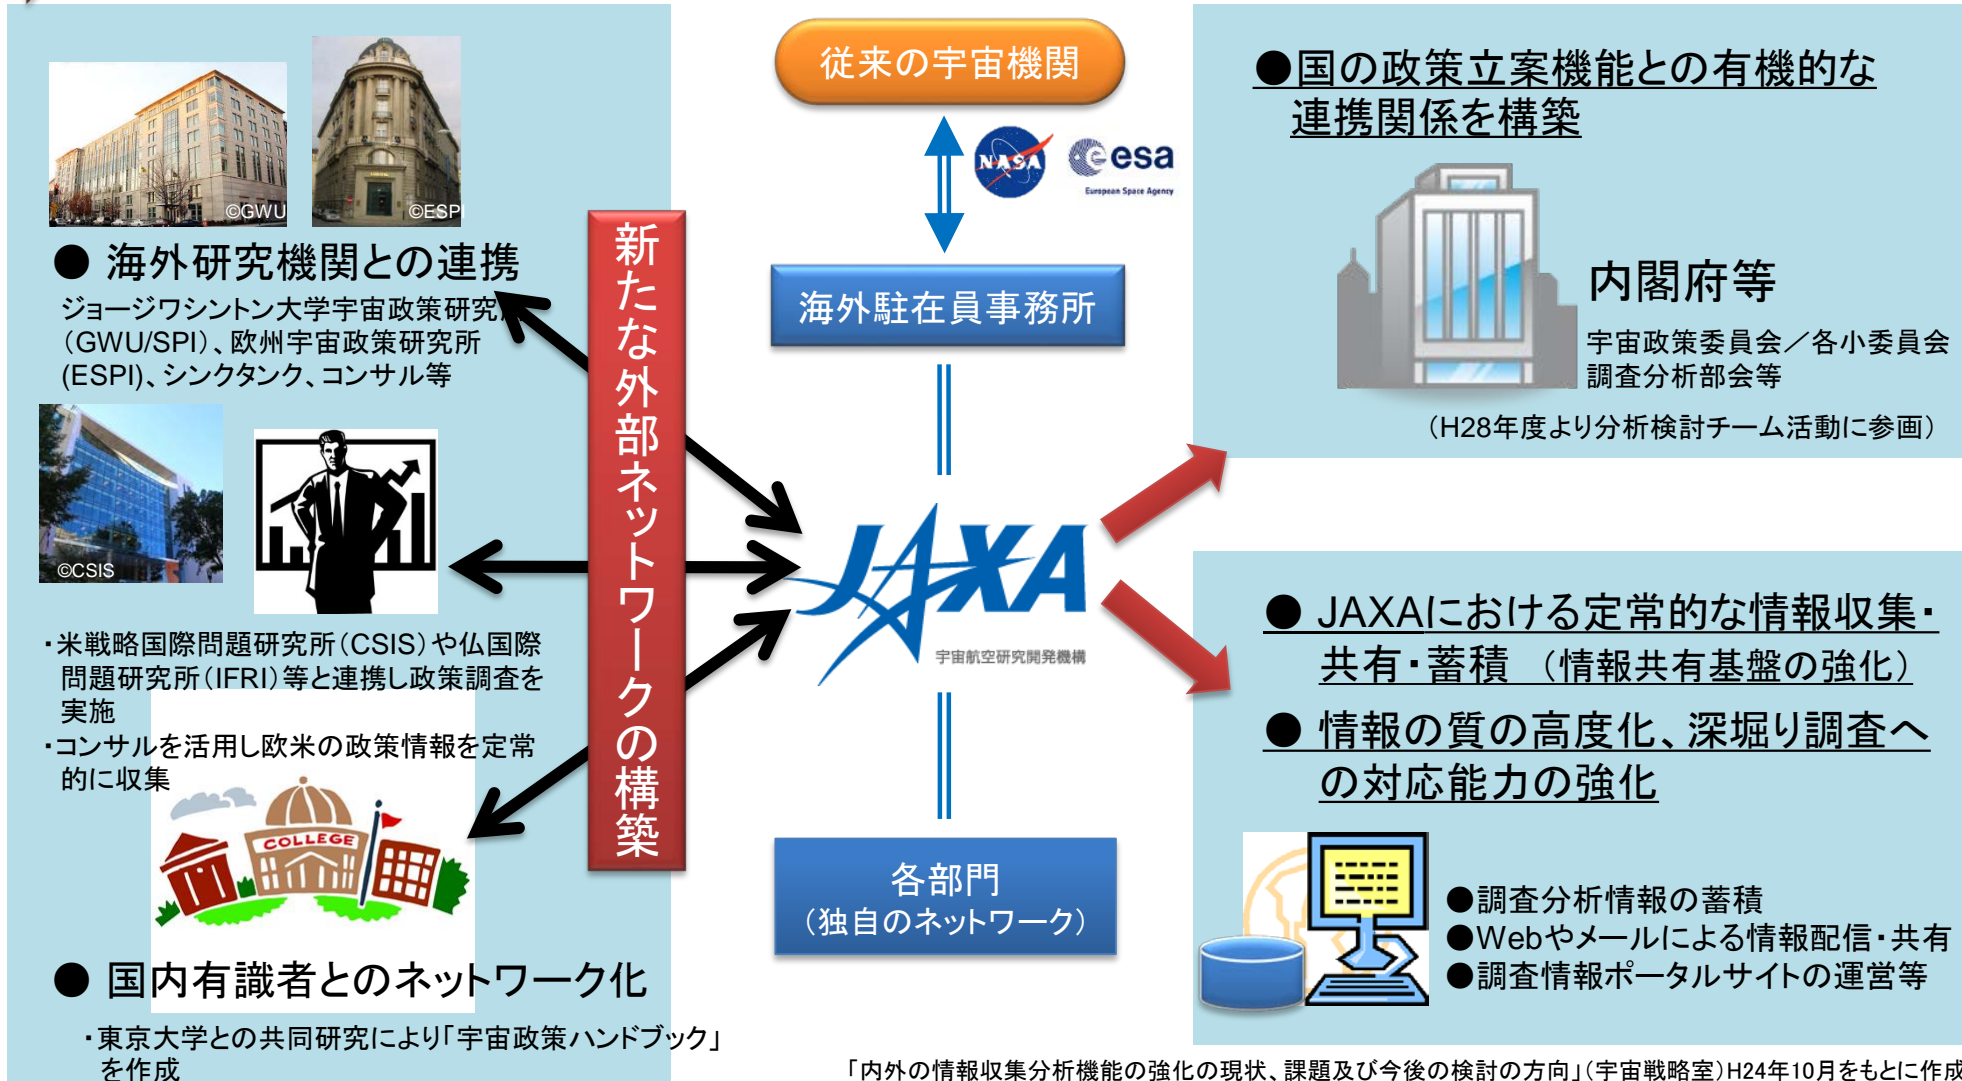 ©GWU
©ESPI
● 海外研究機関との連携
ジョージワシントン大学宇宙政策研究
（GWU/SPI）、欧州宇宙政策研究所
(ESPI)、シンクタンク、コンサル等
©CSIS
・米戦略国際問題研究所（CSIS）や仏国際
問題研究所（IFRI）等と連携し政策調査を
実施
・コンサルを活用し欧米の政策情報を定常
的に収集
COLLEGE
● 国内有識者とのネットワーク化
・東京大学との共同研究により「宇宙政策ハンドブック」
を作成
新たな外部ネットワークの構築
従来の宇宙機関
NASA
esa
European Space Agency
海外駐在員事務所
JAXA
宇宙航空研究開発機構
各部門
（独自のネットワーク）
●国の政策立案機能との有機的な
連携関係を構築
内閣府等
宇宙政策委員会／各小委員会
調査分析部会等
（H28年度より分析検討チーム活動に参画）
● JAXAにおける定常的な情報収集・
共有・蓄積 （情報共有基盤の強化）
● 情報の質の高度化、深堀り調査へ
の対応能力の強化
●調査分析情報の蓄積
●Webやメールによる情報配信・共有
●調査情報ポータルサイトの運営等
「内外の情報収集分析機能の強化の現状、課題及び今後の検討の方向」（宇宙戦略室）H24年10月をもとに作成